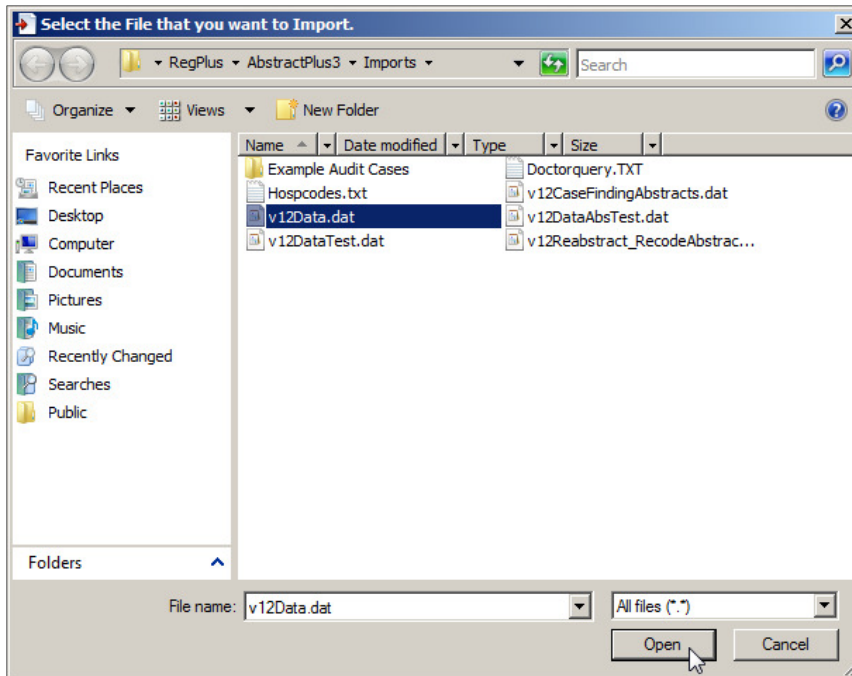 Select the File that you want to Import.
RegPlus AbstractPlus3 Imports
Search
Organize Views New Folder
Favorite Links
Recent Places
Desktop
Computer
Documents
Pictures
Music
Recently Changed
Searches
Public
Folders
Name Date modified Type Size
Example Audit Cases Doctorquery.TXT
Hospcodes.txt v12CaseFindingAbstracts.dat
v12Data.dat v12DataAbsTest.dat
v12DataTest.dat v12Reabstract_RecodeAbstrac...
File name: v12Data.dat All files (*.*)
Open Cancel